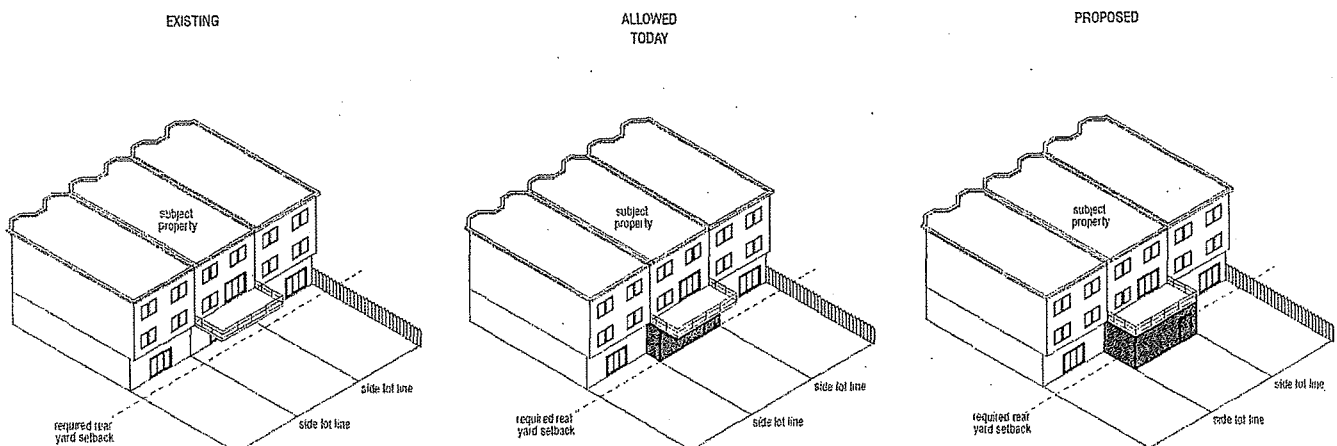 EXISTING
subject
property
side lot line
side lot line
required rear
yard setback
ALLOWED
TODAY
subject
property
side lot line
side lot line
required rear
yard setback
PROPOSED
subject
property
side lot line
side lot line
required rear
yard setback